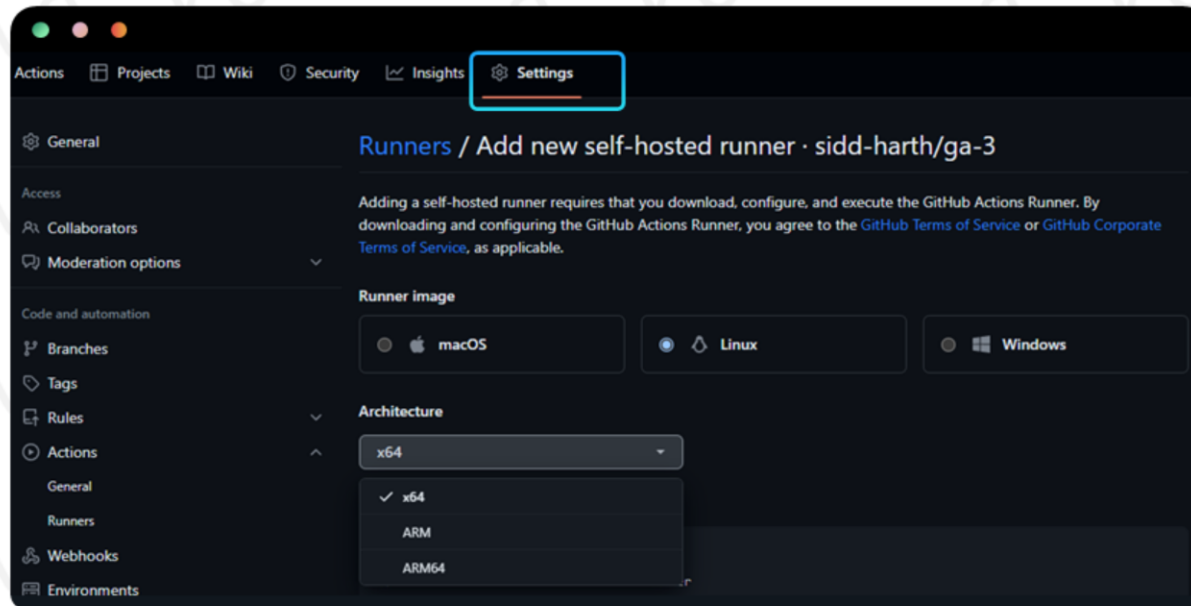 Actions Projects Wiki Security Insights Settings
General
Access
Collaborators
Moderation options
Code and automation
Branches
Tags
Rules
Actions
General
Runners
Webhooks
Environments
Runners / Add new self-hosted runner · sidd-harth/ga-3
Adding a self-hosted runner requires that you download, configure, and execute the GitHub Actions Runner. By
downloading and configuring the GitHub Actions Runner, you agree to the GitHub Terms of Service or GitHub Corporate
Terms of Service, as applicable.
Runner image
macOS Linux Windows
Architecture
x64
x64
ARM
ARM64